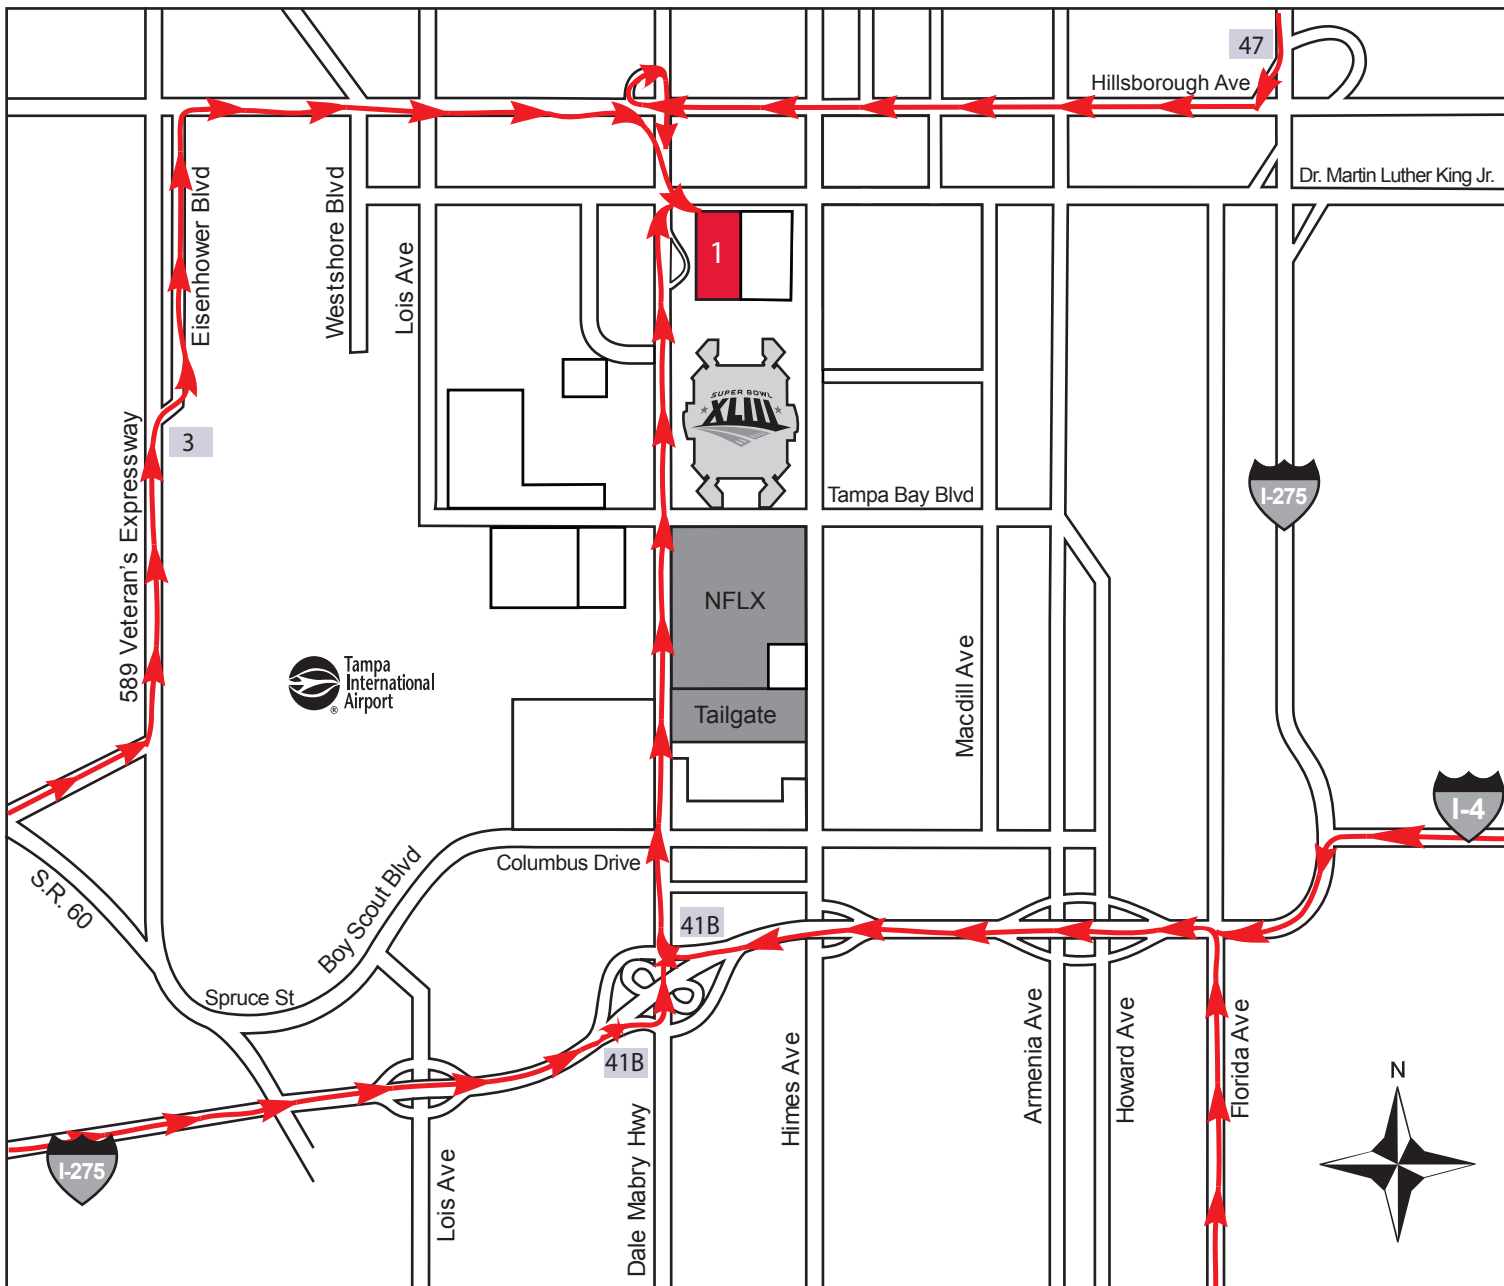 47
Hillsborough Ave
Dr. Martin Luther King Jr.
Eisenhower Blvd
Westshore Blvd
Lois Ave
1
SUPER BOWL
XLIII
3
589 Veteran's Expressway
Tampa Bay Blvd
I-275
NFLX
Tampa
International
Airport
®
Macdill Ave
Tailgate
I-4
Columbus Drive
S.R. 60
Boy Scout Blvd
41B
Spruce St
41B
Armenia Ave
Howard Ave
Florida Ave
Himes Ave
N
Dale Mabry Hwy
I-275
Lois Ave